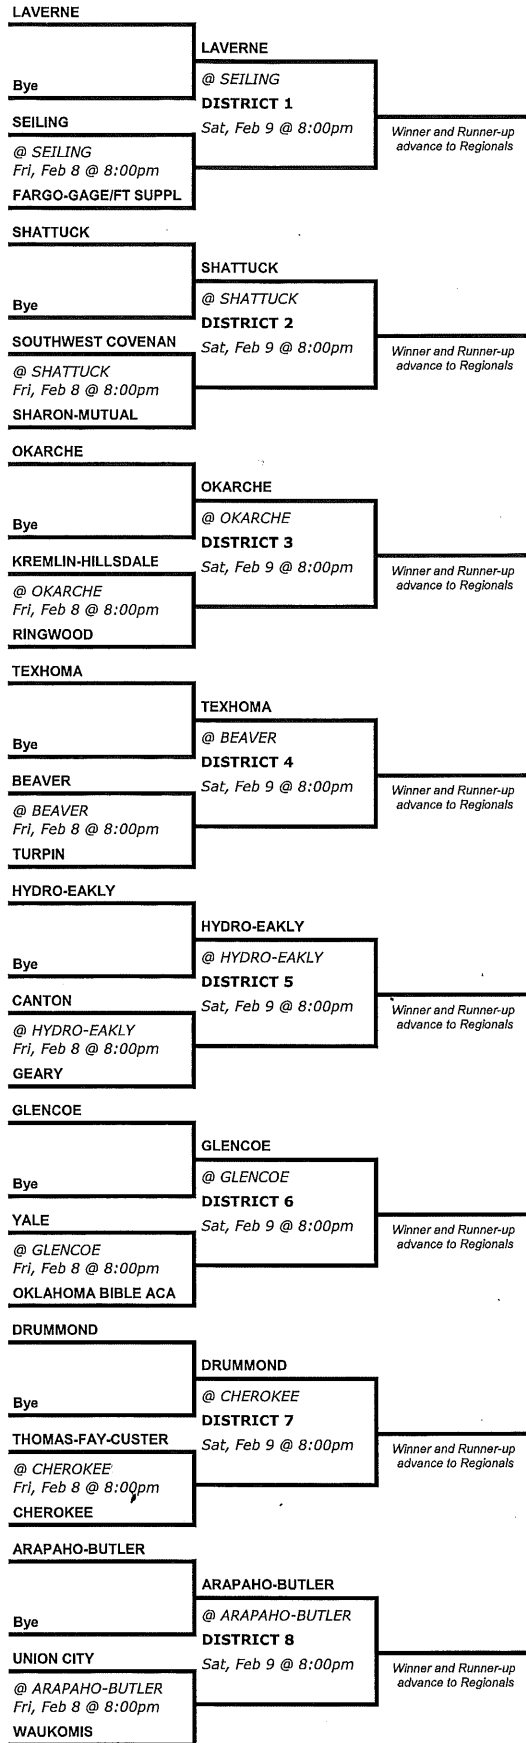 LAVERNE
Bye
LAVERNE
@ SEILING
DISTRICT 1
Sat, Feb 9 @ 8:00pm
SEILING
@ SEILING
Fri, Feb 8 @ 8:00pm
FARGO-GAGE/FT SUPPL
Winner and Runner-up
advance to Regionals
SHATTUCK
Bye
SHATTUCK
@ SHATTUCK
DISTRICT 2
Sat, Feb 9 @ 8:00pm
SOUTHWEST COVENAN
@ SHATTUCK
Fri, Feb 8 @ 8:00pm
SHARON-MUTUAL
Winner and Runner-up
advance to Regionals
OKARCHE
Bye
OKARCHE
@ OKARCHE
DISTRICT 3
Sat, Feb 9 @ 8:00pm
KREMLIN-HILLSDALE
@ OKARCHE
Fri, Feb 8 @ 8:00pm
RINGWOOD
Winner and Runner-up
advance to Regionals
TEXHOMA
Bye
TEXHOMA
@ BEAVER
DISTRICT 4
Sat, Feb 9 @ 8:00pm
BEAVER
@ BEAVER
Fri, Feb 8 @ 8:00pm
TURPIN
Winner and Runner-up
advance to Regionals
HYDRO-EAKLY
Bye
HYDRO-EAKLY
@ HYDRO-EAKLY
DISTRICT 5
Sat, Feb 9 @ 8:00pm
CANTON
@ HYDRO-EAKLY
Fri, Feb 8 @ 8:00pm
GEARY
Winner and Runner-up
advance to Regionals
GLENCOE
Bye
GLENCOE
@ GLENCOE
DISTRICT 6
Sat, Feb 9 @ 8:00pm
YALE
@ GLENCOE
Fri, Feb 8 @ 8:00pm
OKLAHOMA BIBLE ACA
Winner and Runner-up
advance to Regionals
DRUMMOND
Bye
DRUMMOND
@ CHEROKEE
DISTRICT 7
Sat, Feb 9 @ 8:00pm
THOMAS-FAY-CUSTER
@ CHEROKEE
Fri, Feb 8 @ 8:00pm
CHEROKEE
Winner and Runner-up
advance to Regionals
ARAPAHO-BUTLER
Bye
ARAPAHO-BUTLER
@ ARAPAHO-BUTLER
DISTRICT 8
Sat, Feb 9 @ 8:00pm
UNION CITY
@ ARAPAHO-BUTLER
Fri, Feb 8 @ 8:00pm
WAUKOMIS
Winner and Runner-up
advance to Regionals